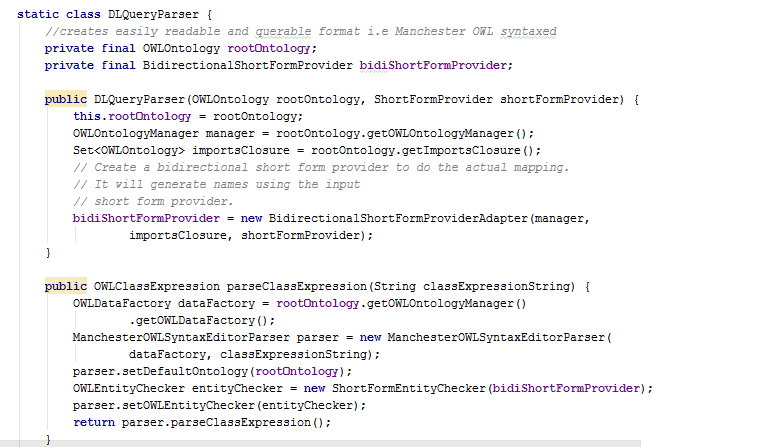 static class DLQueryParser {
    //creates easily readable and querable format i.e Manchester OWL syntaxed
    private final OWLOntology rootOntology;
    private final BidirectionalShortFormProvider bidiShortFormProvider;

    public DLQueryParser(OWLOntology rootOntology, ShortFormProvider shortFormProvider) {
        this.rootOntology = rootOntology;
        OWLOntologyManager manager = rootOntology.getOWLOntologyManager();
        Set<OWLOntology> importsClosure = rootOntology.getImportsClosure();
        // Create a bidirectional short form provider to do the actual mapping.
        // It will generate names using the input
        // short form provider.
        bidiShortFormProvider = new BidirectionalShortFormProviderAdapter(manager,
                importsClosure, shortFormProvider);
    }

    public OWLClassExpression parseClassExpression(String classExpressionString) {
        OWLDataFactory dataFactory = rootOntology.getOWLOntologyManager()
                .getOWLDataFactory();
        ManchesterOWLSyntaxEditorParser parser = new ManchesterOWLSyntaxEditorParser(
                dataFactory, classExpressionString);
        parser.setDefaultOntology(rootOntology);
        OWLEntityChecker entityChecker = new ShortFormEntityChecker(bidiShortFormProvider);
        parser.setOWLEntityChecker(entityChecker);
        return parser.parseClassExpression();
    }